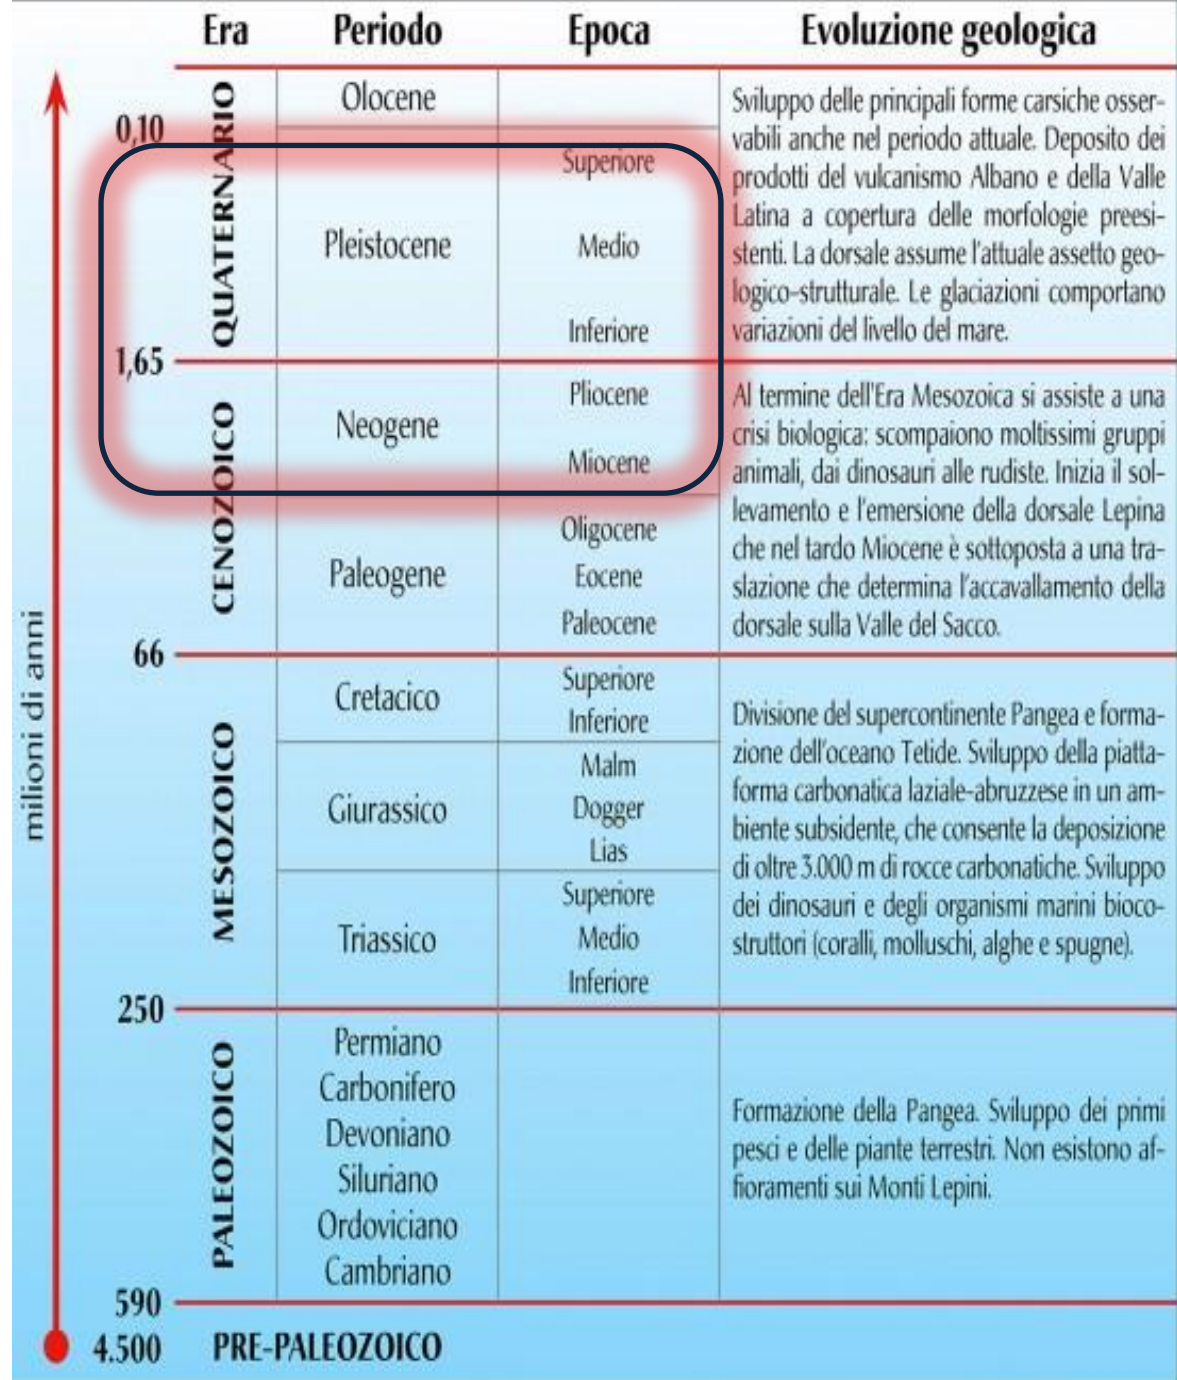 Era Periodo Epoca Evoluzione geologica
milioni di anni
0,10
1,65
66
250
590
4.500
QUATERNARIO
Olocene
Pleistocene
Superiore
Medio
Inferiore
Sviluppo delle principali forme carsiche osser-
vabili anche nel periodo attuale. Deposito dei
prodotti del vulcanismo Albano e della Valle
Latina a copertura delle morfologie preesi-
stenti. La dorsale assume l'attuale assetto geo-
logico-strutturale. Le glaciazioni comportano
variazioni del livello del mare.
CENOZOICO
Neogene
Pliocene
Miocene
Paleogene
Oligocene
Eocene
Paleocene
Al termine dell'Era Mesozoica si assiste a una
crisi biologica: scompaiono moltissimi gruppi
animali, dai dinosauri alle rudiste. Inizia il sol-
levamento e l'emersione della dorsale Lepina
che nel tardo Miocene è sottoposta a una tra-
slazione che determina l'accavallamento della
dorsale sulla Valle del Sacco.
MESOZOICO
Cretacico
Superiore
Inferiore
Giurassico
Malm
Dogger
Lias
Triassico
Superiore
Medio
Inferiore
Divisione del supercontinente Pangea e forma-
zione dell'oceano Tetide. Sviluppo della piatta-
forma carbonatica laziale-abruzzese in un am-
biente subsidente, che consente la deposizione
di oltre 3.000 m di rocce carbonatiche. Sviluppo
dei dinosauri e degli organismi marini bioco-
struttori (coralli, molluschi, alghe e spugne).
PALEOZOICO
Permiano
Carbonifero
Devoniano
Siluriano
Ordoviciano
Cambriano
Formazione della Pangea. Sviluppo dei primi
pesci e delle piante terrestri. Non esistono af-
fioramenti sui Monti Lepini.
PRE-PALEOZOICO